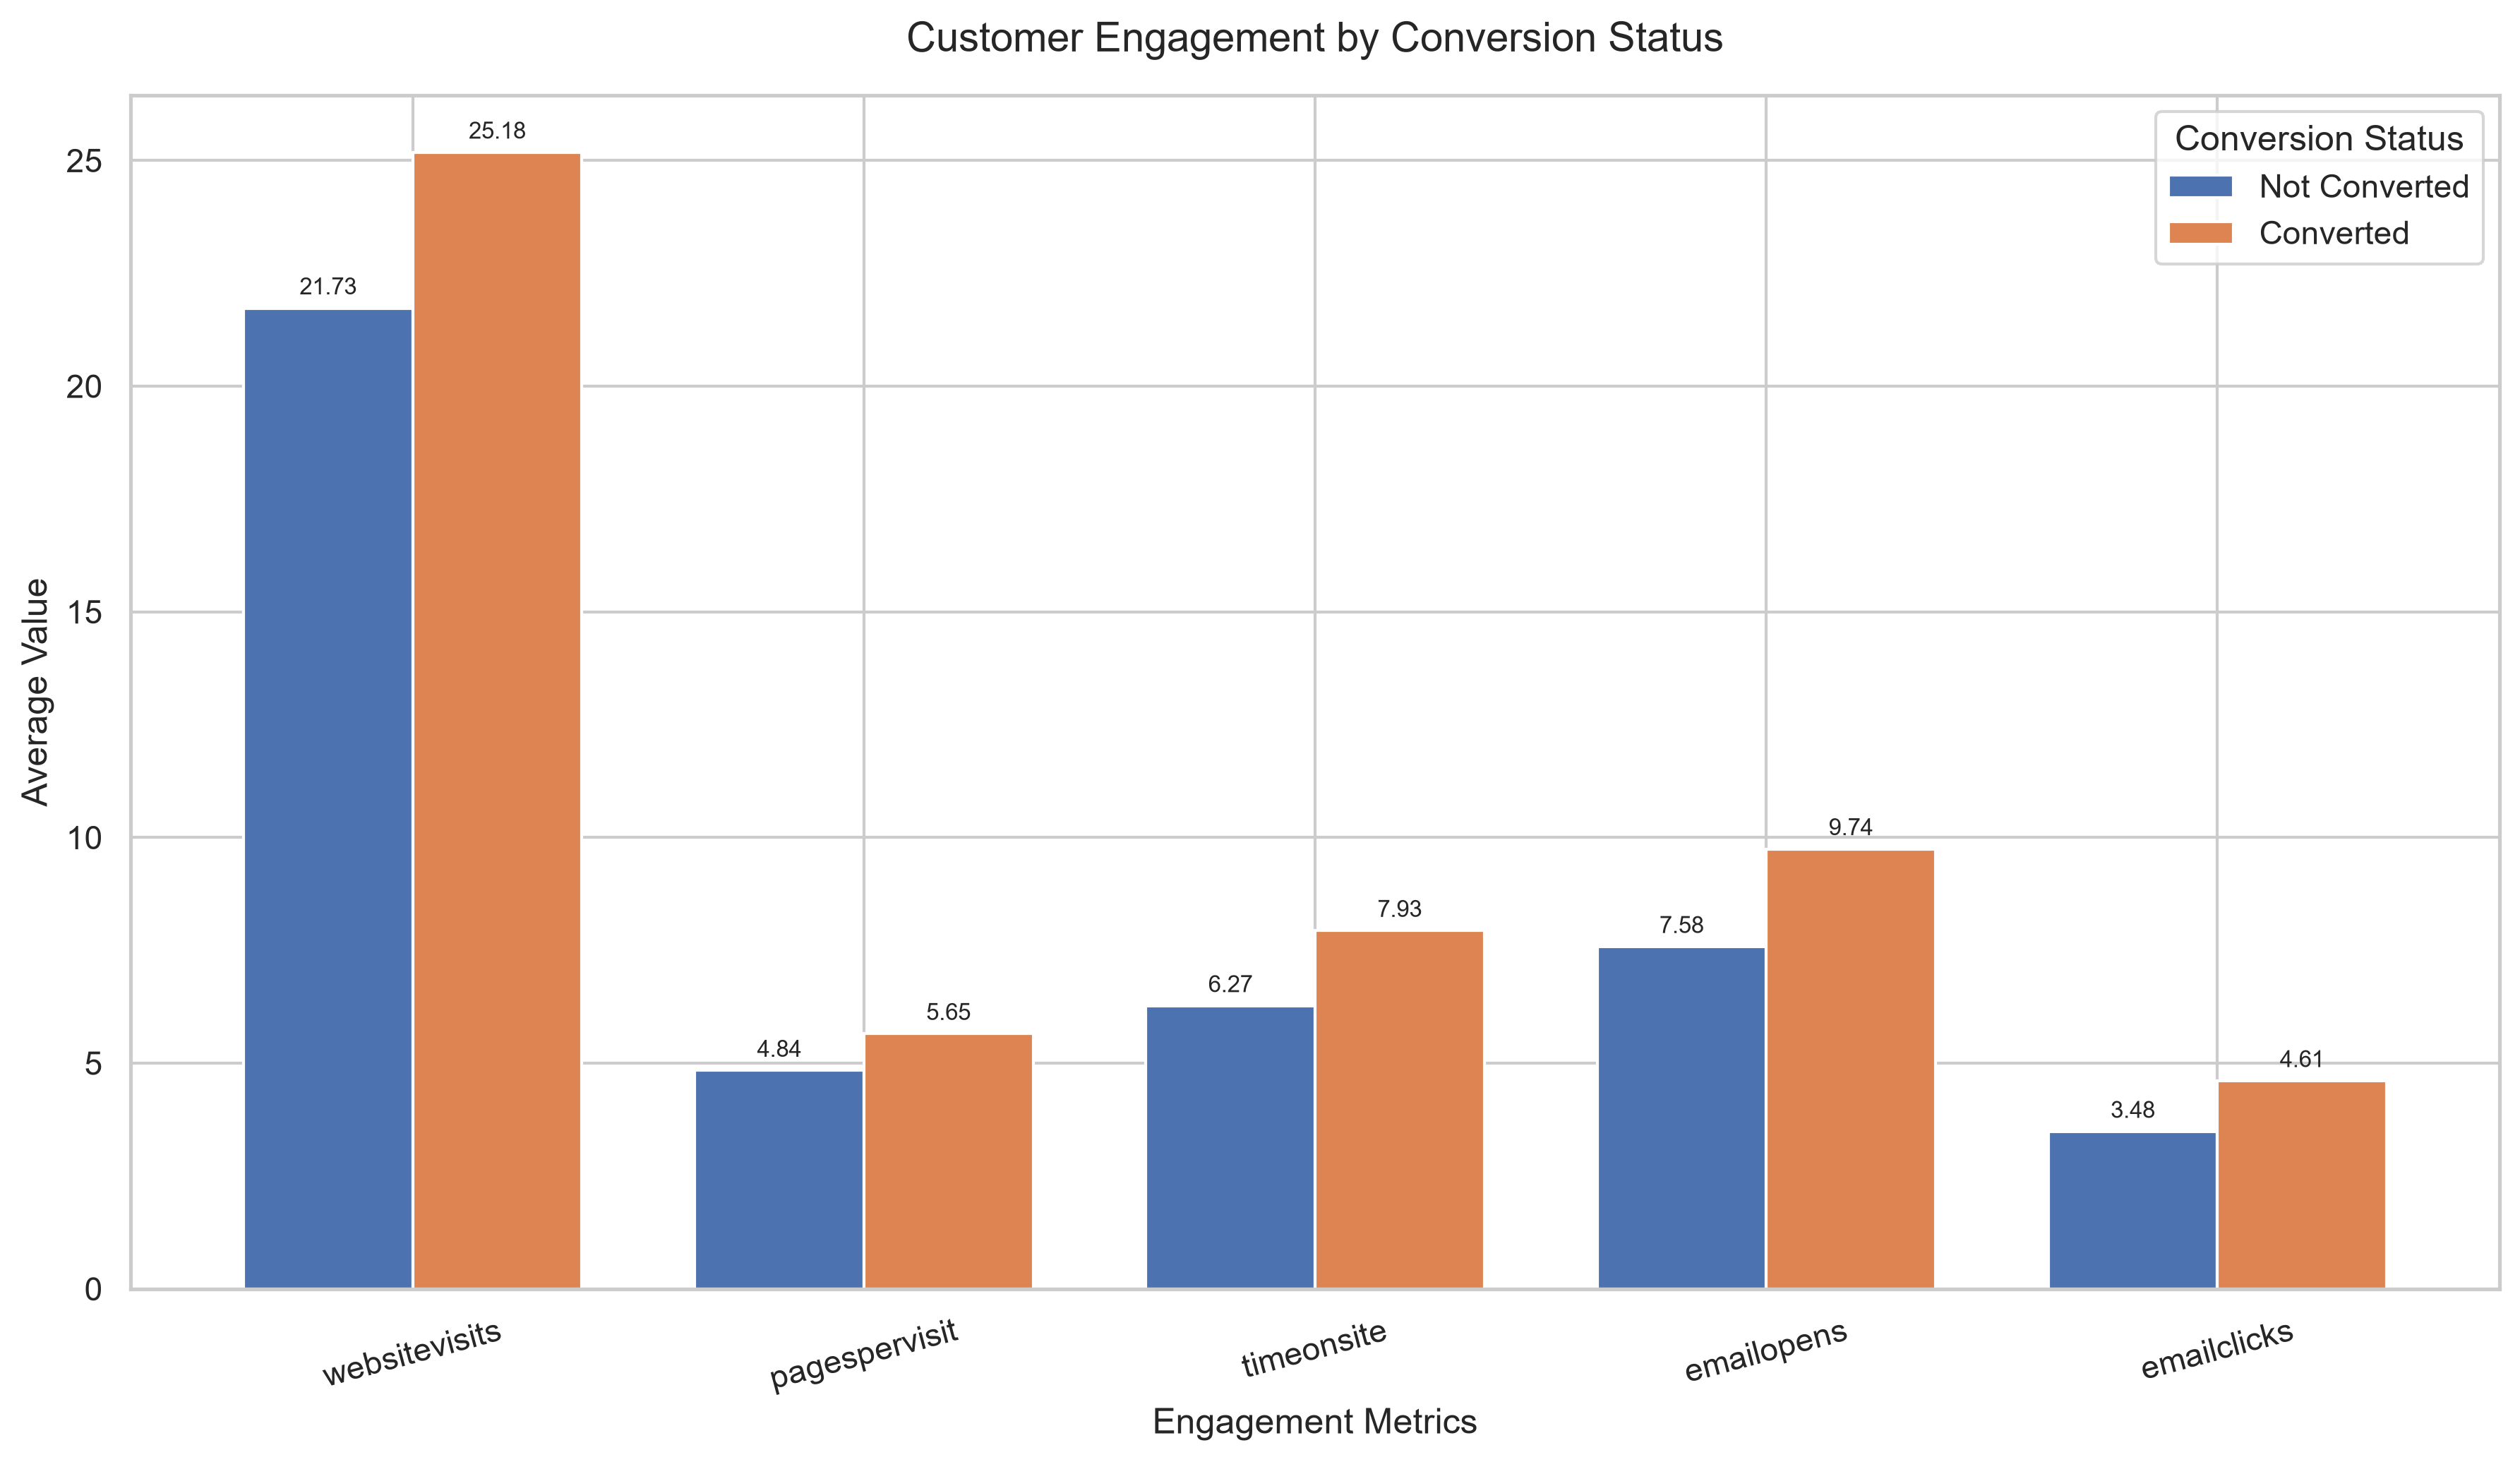 Customer Engagement by Conversion Status
Conversion Status
Not Converted
Converted
Average Value
25
20
15
10
5
0
21.73
25.18
4.84
5.65
6.27
7.93
7.58
9.74
3.48
4.61
websitevisits
pagespervisit
timeonsite
emailopens
emailclicks
Engagement Metrics